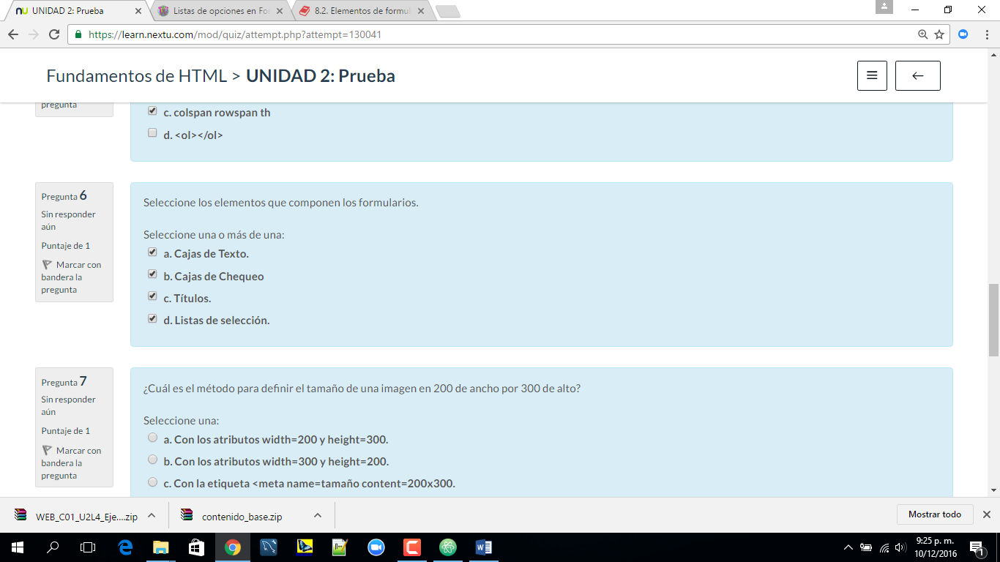 UNIDAD 2: Prueba
Listas de opciones en Fo
8.2. Elementos de formul
https://learn.nextu.com/mod/quiz/attempt.php?attempt=130041
Fundamentos de HTML > UNIDAD 2: Prueba
pregunta
c. colspan rowspan th
d. <ol></ol>
Pregunta 6
Sin responder
aún
Puntaje de 1
Marcar con
bandera la
pregunta
Seleccione los elementos que componen los formularios.
Seleccione una o más de una:
a. Cajas de Texto.
b. Cajas de Chequeo
c. Títulos.
d. Listas de selección.
Pregunta 7
Sin responder
aún
Puntaje de 1
Marcar con
bandera la
pregunta
¿Cuál es el método para definir el tamaño de una imagen en 200 de ancho por 300 de alto?
Seleccione una:
a. Con los atributos width=200 y height=300.
b. Con los atributos width=300 y height=200.
c. Con la etiqueta <meta name=tamaño content=200x300.
WEB_C01_U2L4_Eje....zip
contenido_base.zip
Mostrar todo
9:25 p. m.
10/12/2016
1